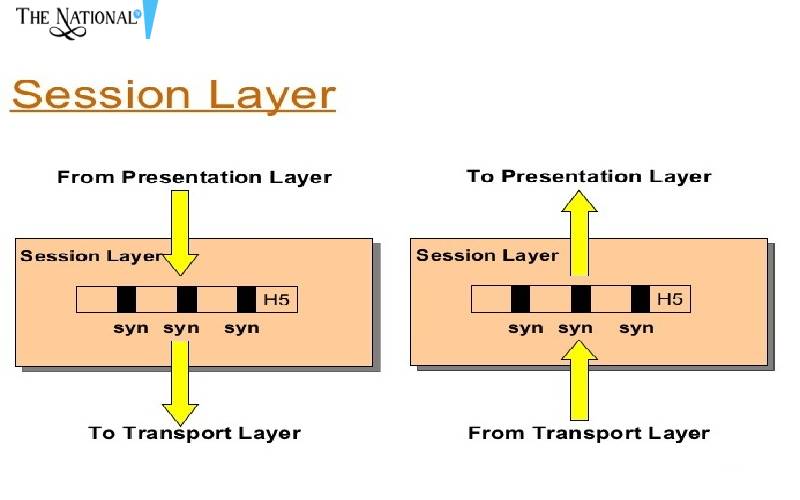 THE NATIONAL
Session Layer
From Presentation Layer
Session Layer
H5
syn syn syn
To Transport Layer
To Presentation Layer
Session Layer
H5
syn syn syn
From Transport Layer